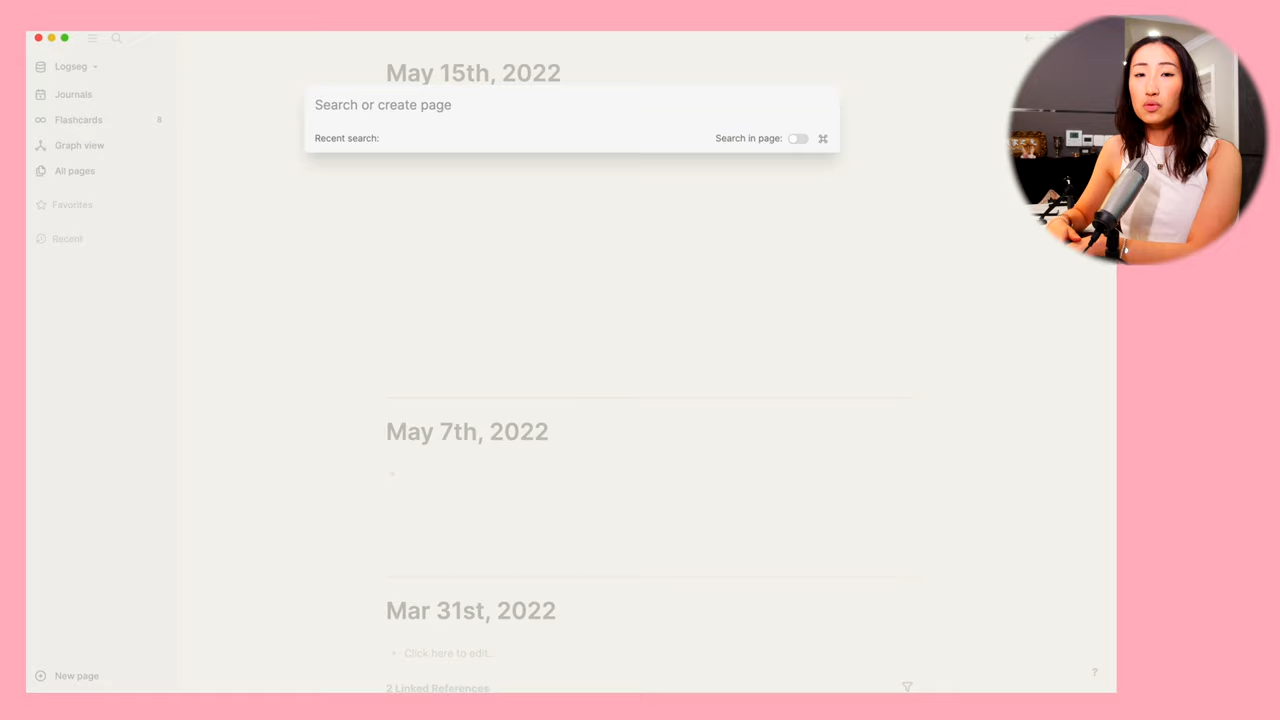 Logseq
Journals
Flashcards 8
Graph view
All pages
Favorites
Recent
New page
May 15th, 2022
Search or create page
Recent search:
Search in page:
May 7th, 2022
Mar 31st, 2022
Click here to edit...
2 Linked References
?